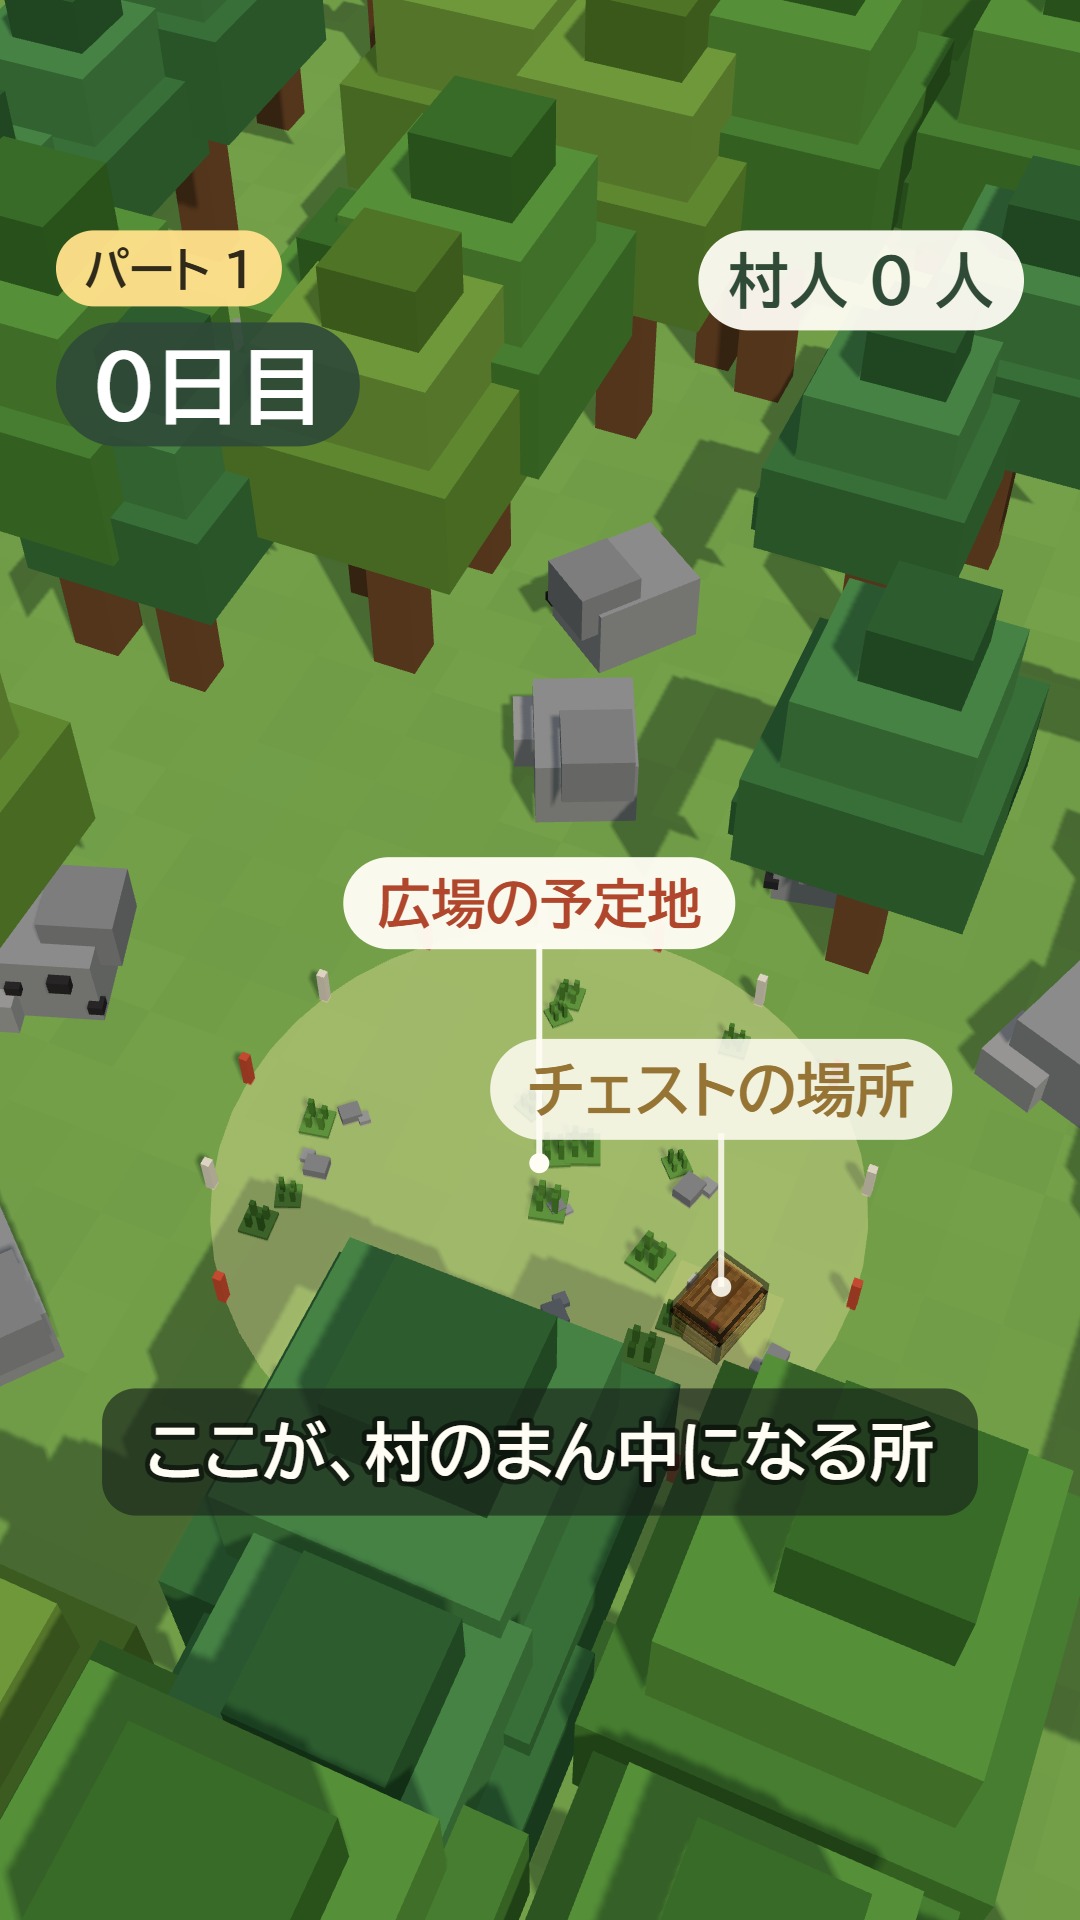 パート 1
村人 0 人
0日目
広場の予定地
チェストの場所
ここが、村のまん中になる所